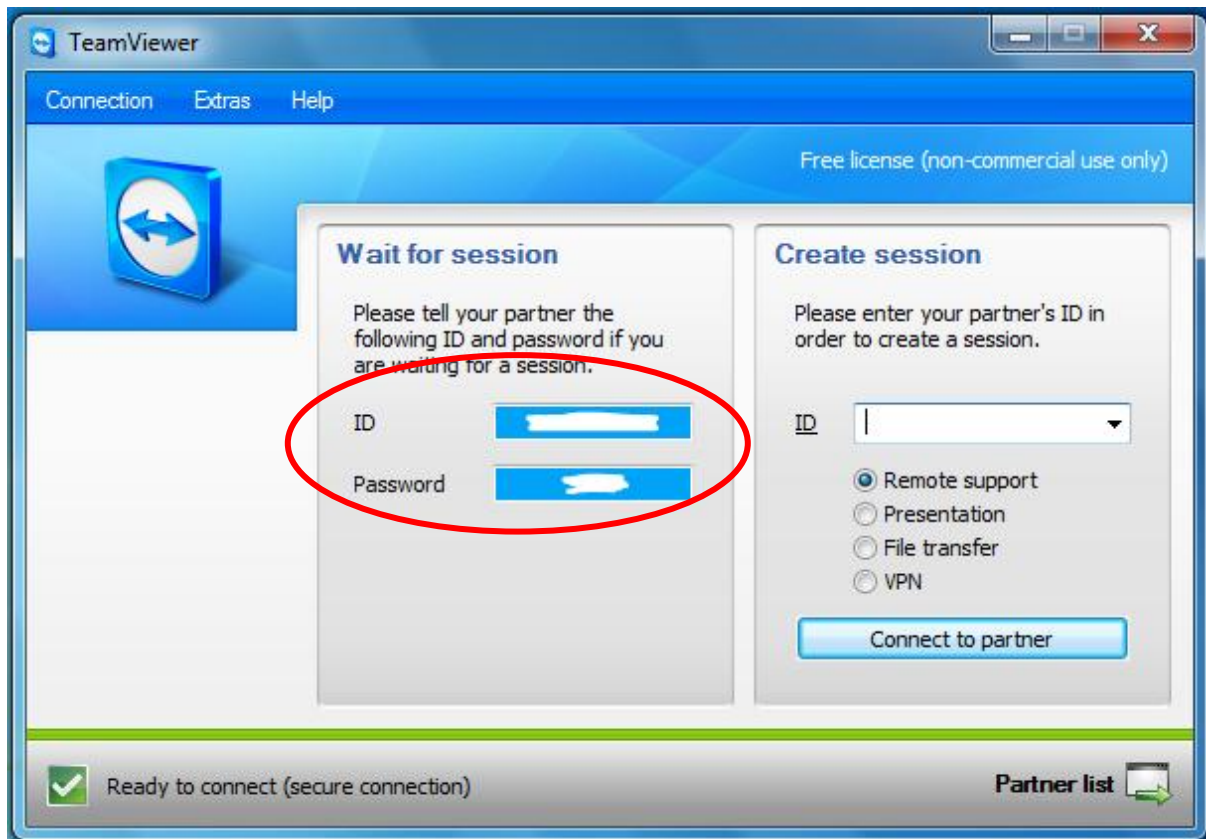 TeamViewer
Connection Extras Help
Free license (non-commercial use only)
Wait for session
Please tell your partner the
following ID and password if you
are waiting for a session.
ID
Password
Create session
Please enter your partner's ID in
order to create a session.
ID
Remote support
Presentation
File transfer
VPN
Connect to partner
Ready to connect (secure connection)
Partner list